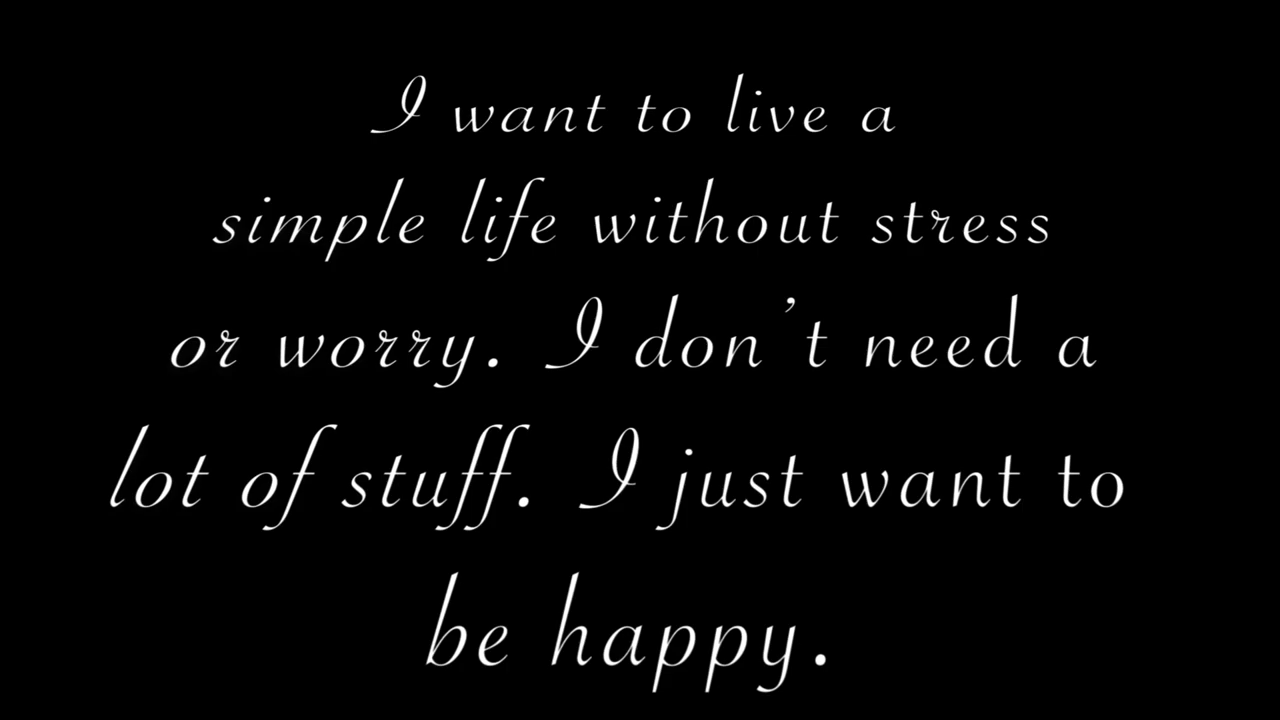 I want to live a
simple life without stress
or worry. I don't need a
lot of stuff. I just want to
be happy.